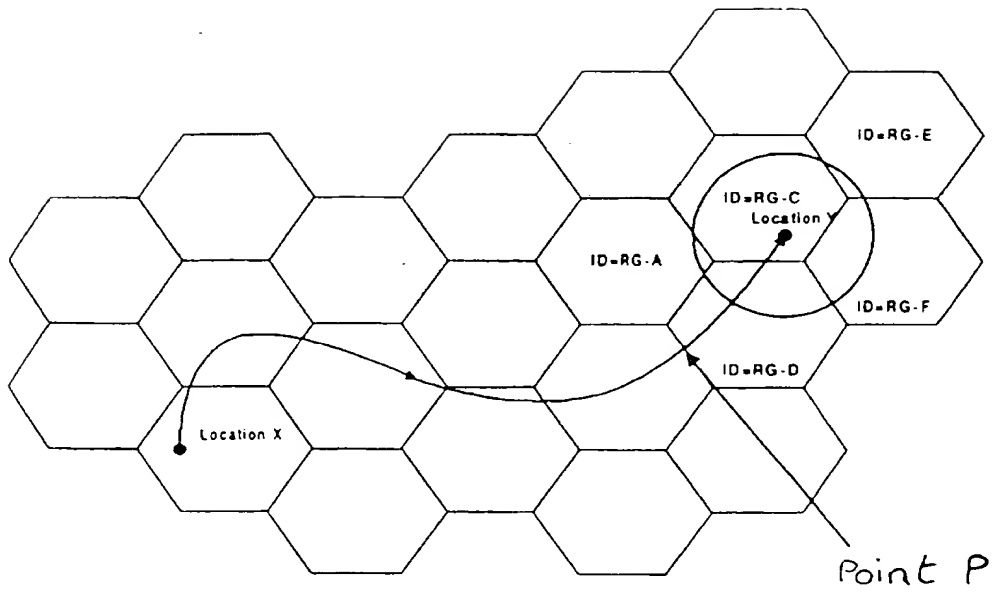 ID=RG-E
ID=RG-C
Location Y
ID=RG-A
ID=RG-F
ID=RG-D
Location X
Point P